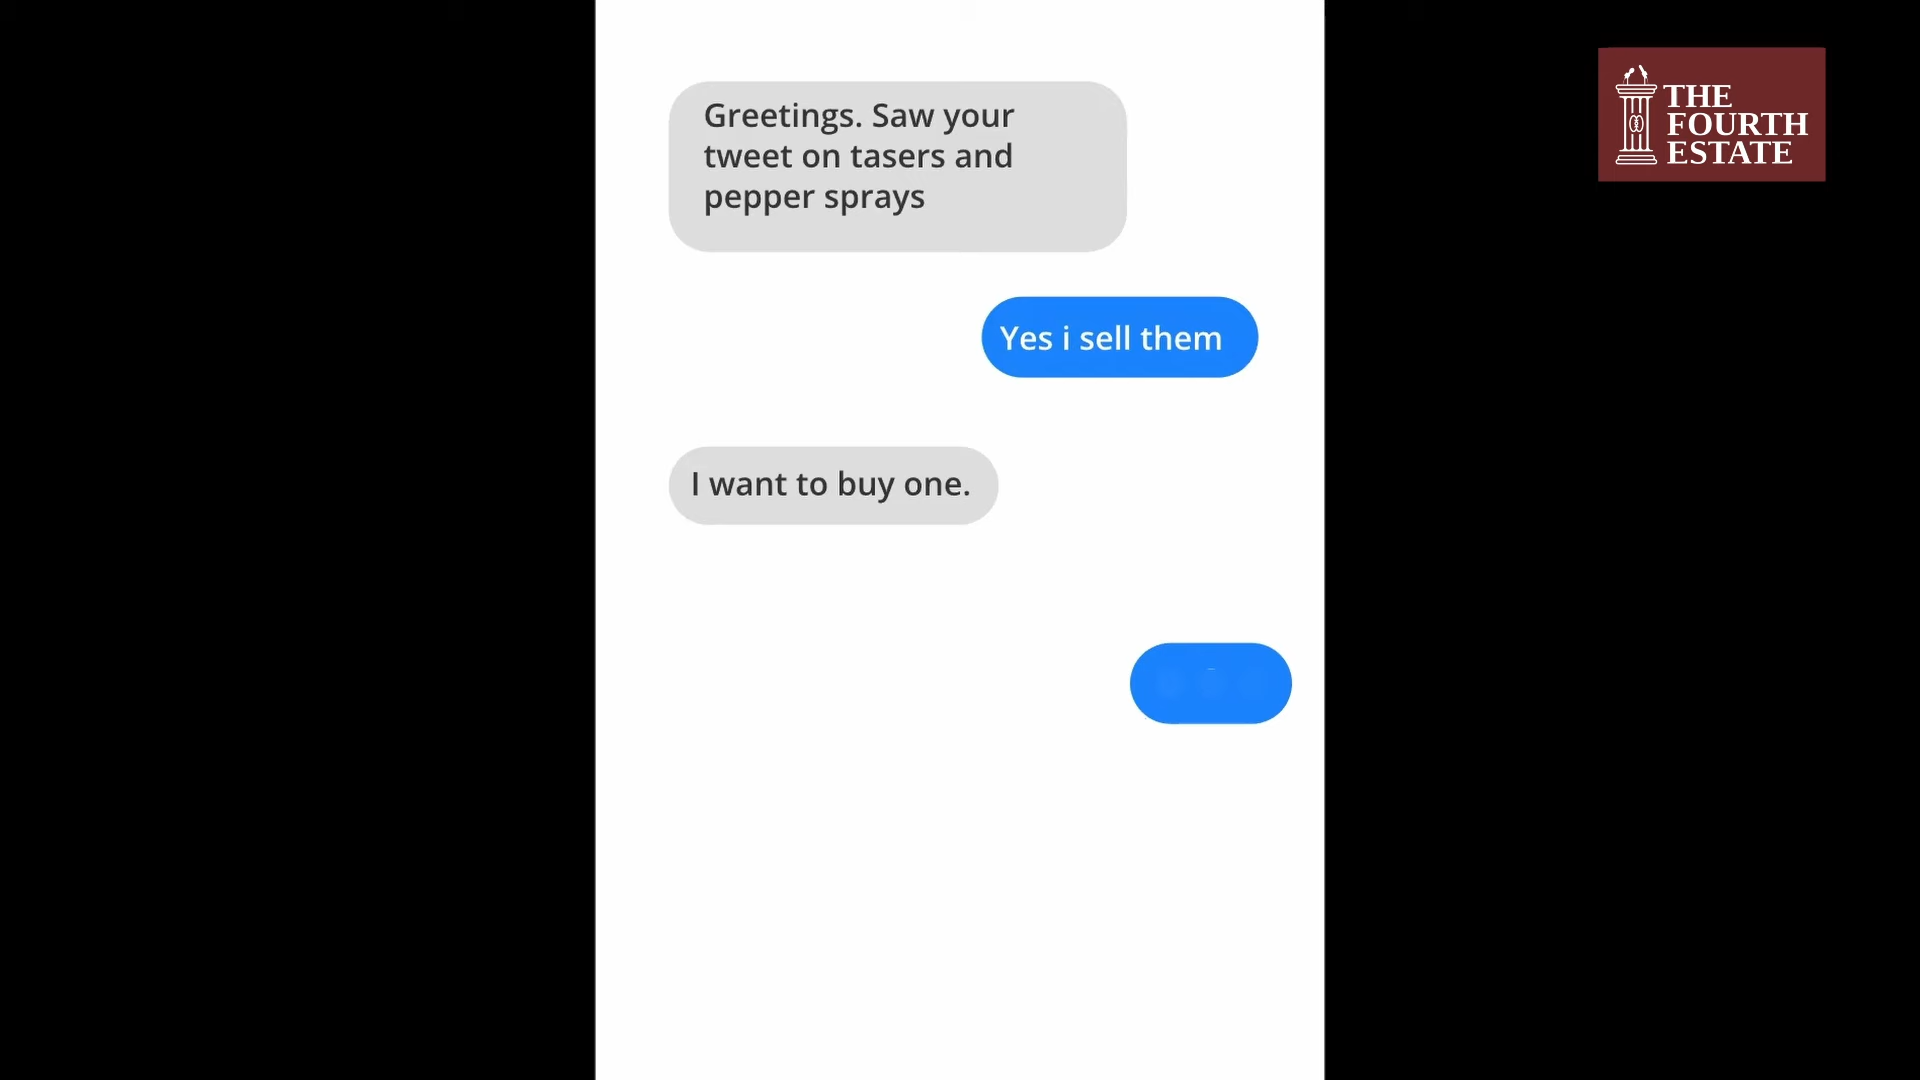 Greetings. Saw your
tweet on tasers and
pepper sprays
Yes i sell them
I want to buy one.
THE
FOURTH
ESTATE